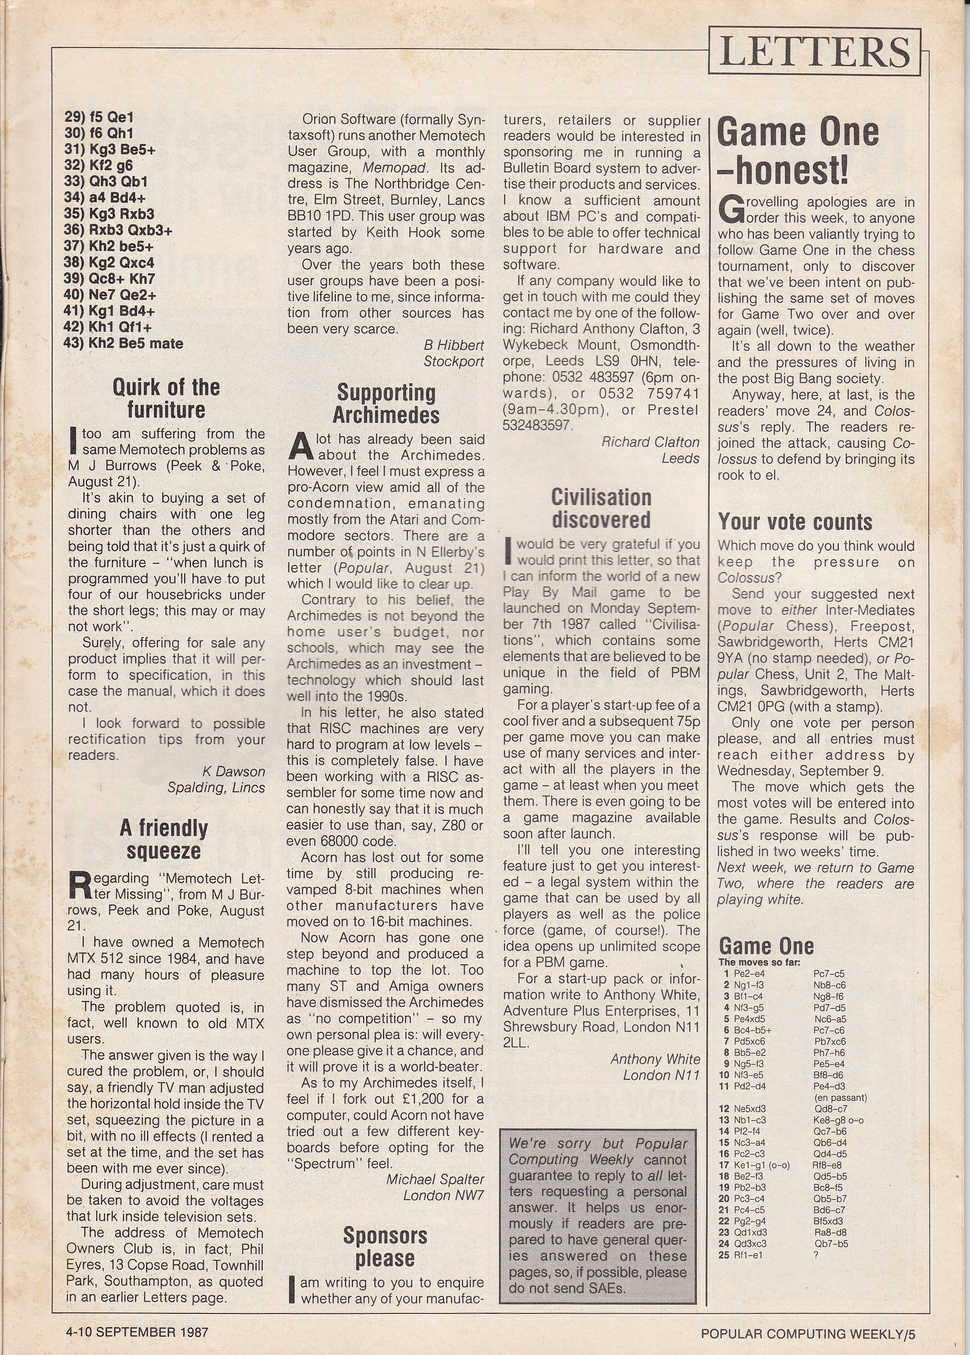 LETTERS
29) f5 Qe1
30) f6 Qh1
31) Kg3 Be5+
32) Kf2 g6
33) Qh3 Qb1
34) a4 Bd4+
35) Kg3 Rxb3
36) Rxb3 Qxb3+
37) Kh2 be5+
38) Kg2 Qxc4
39) Qc8+ Kh7
40) Ne7 Qe2+
41) Kg1 Bd4+
42) Kh1 Qf1+
43) Kh2 Be5 mate
Quirk of the
furniture
I too am suffering from the
same Memotech problems as
M J Burrows (Peek & Poke,
August 21).
It's akin to buying a set of
dining chairs with one leg
shorter than the others and
being told that it's just a quirk of
the furniture – "when lunch is
programmed you'll have to put
four of our housebricks under
the short legs; this may or may
not work".
Surely, offering for sale any
product implies that it will per-
form to specification, in this
case the manual, which it does
not.
I look forward to possible
rectification tips from your
readers.
K Dawson
Spalding, Lincs
A friendly
squeeze
Regarding "Memotech Let-
ter Missing", from M J Bur-
rows, Peek and Poke, August
21.
I have owned a Memotech
MTX 512 since 1984, and have
had many hours of pleasure
using it.
The problem quoted is, in
fact, well known to old MTX
users.
The answer given is the way I
cured the problem, or, I should
say, a friendly TV man adjusted
the horizontal hold inside the TV
set, squeezing the picture in a
bit, with no ill effects (I rented a
set at the time, and the set has
been with me ever since).
During adjustment, care must
be taken to avoid the voltages
that lurk inside television sets.
The address of Memotech
Owners Club is, in fact, Phil
Eyres, 13 Copse Road, Townhill
Park, Southampton, as quoted
in an earlier Letters page.
Orion Software (formally Syn-
taxsoft) runs another Memotech
User Group, with a monthly
magazine, Memopad. Its ad-
dress is The Northbridge Cen-
tre, Elm Street, Burnley, Lancs
BB10 1PD. This user group was
started by Keith Hook some
years ago.
Over the years both these
user groups have been a posi-
tive lifeline to me, since informa-
tion from other sources has
been very scarce.
B Hibbert
Stockport
Supporting
Archimedes
A lot has already been said
about the Archimedes.
However, I feel I must express a
pro-Acorn view amid all of the
condemnation, emanating
mostly from the Atari and Com-
modore sectors. There are a
number of points in N Ellerby's
letter (Popular, August 21)
which I would like to clear up.
Contrary to his belief, the
Archimedes is not beyond the
home user's budget, nor
schools, which may see the
Archimedes as an investment –
technology which should last
well into the 1990s.
In his letter, he also stated
that RISC machines are very
hard to program at low levels –
this is completely false. I have
been working with a RISC as-
sembler for some time now and
can honestly say that it is much
easier to use than, say, Z80 or
even 68000 code.
Acorn has lost out for some
time by still producing re-
vamped 8-bit machines when
other manufacturers have
moved on to 16-bit machines.
Now Acorn has gone one
step beyond and produced a
machine to top the lot. Too
many ST and Amiga owners
have dismissed the Archimedes
as "no competition" – so my
own personal plea is: will every-
one please give it a chance, and
it will prove it is a world-beater.
As to my Archimedes itself, I
feel if I fork out £1,200 for a
computer, could Acorn not have
tried out a few different key-
boards before opting for the
"Spectrum" feel.
Michael Spalter
London NW7
Sponsors
please
I am writing to you to enquire
whether any of your manufac-
turers, retailers or supplier
readers would be interested in
sponsoring me in running a
Bulletin Board system to adver-
tise their products and services.
I know a sufficient amount
about IBM PC's and compati-
bles to be able to offer technical
support for hardware and
software.
If any company would like to
get in touch with me could they
contact me by one of the follow-
ing: Richard Anthony Clafton, 3
Wykebeck Mount, Osmondth-
orpe, Leeds LS9 0HN, tele-
phone: 0532 483597 (6pm on-
wards), or 0532 759741
(9am–4.30pm), or Prestel
532483597.
Richard Clafton
Leeds
Civilisation
discovered
I would be very grateful if you
would print this letter, so that
I can inform the world of a new
Play By Mail game to be
launched on Monday Septem-
ber 7th 1987 called "Civilisa-
tions", which contains some
elements that are believed to be
unique in the field of PBM
gaming.
For a player's start-up fee of a
cool fiver and a subsequent 75p
per game move you can make
use of many services and inter-
act with all the players in the
game – at least when you meet
them. There is even going to be
a game magazine available
soon after launch.
I'll tell you one interesting
feature just to get you interest-
ed – a legal system within the
game that can be used by all
players as well as the police
force (game, of course!). The
idea opens up unlimited scope
for a PBM game.
For a start-up pack or infor-
mation write to Anthony White,
Adventure Plus Enterprises, 11
Shrewsbury Road, London N11
2LL.
Anthony White
London N11
We're sorry but Popular
Computing Weekly cannot
guarantee to reply to all let-
ters requesting a personal
answer. It helps us enor-
mously if readers are pre-
pared to have general quer-
ies answered on these
pages, so, if possible, please
do not send SAEs.
Game One
–honest!
Grovelling apologies are in
order this week, to anyone
who has been valiantly trying to
follow Game One in the chess
tournament, only to discover
that we've been intent on pub-
lishing the same set of moves
for Game Two over and over
again (well, twice).
It's all down to the weather
and the pressures of living in
the post Big Bang society.
Anyway, here, at last, is the
readers' move 24, and Colos-
sus's reply. The readers re-
joined the attack, causing Co-
lossus to defend by bringing its
rook to el.
Your vote counts
Which move do you think would
keep the pressure on
Colossus?
Send your suggested next
move to either Inter-Mediates
(Popular Chess), Freepost,
Sawbridgeworth, Herts CM21
9YA (no stamp needed), or Po-
pular Chess, Unit 2, The Malt-
ings, Sawbridgeworth, Herts
CM21 0PG (with a stamp).
Only one vote per person
please, and all entries must
reach either address by
Wednesday, September 9.
The move which gets the
most votes will be entered into
the game. Results and Colos-
sus's response will be pub-
lished in two weeks' time.
Next week, we return to Game
Two, where the readers are
playing white.
Game One
The moves so far:
1 Pe2–e4 Pc7–c5
2 Ng1–f3 Nb8–c6
3 Bf1–c4 Ng8–f6
4 Nf3–g5 Pd7–d5
5 Pe4xd5 Nc6–a5
6 Bc4–b5+ Pc7–c6
7 Pd5xc6 Pb7xc6
8 Bb5–e2 Ph7–h6
9 Ng5–f3 Pe5–e4
10 Nf3–e5 Bf8–d6
11 Pd2–d4 Pe4–d3
(en passant)
12 Ne5xd3 Qd8–c7
13 Nb1–c3 Ke8–g8 o–o
14 Pf2–f4 Qc7–b6
15 Nc3–a4 Qb6–d4
16 Pc2–c3 Qd4–d5
17 Ke1–g1 (o–o) Rf8–e8
18 Be2–f3 Qd5–b5
19 Pb2–b3 Bc8–f5
20 Pc3–c4 Qb5–b7
21 Pc4–c5 Bd6–c7
22 Pg2–g4 Bf5xd3
23 Qd1xd3 Ra8–d8
24 Qd3xc3 Qb7–b5
25 Rf1–e1 ?
4-10 SEPTEMBER 1987
POPULAR COMPUTING WEEKLY/5